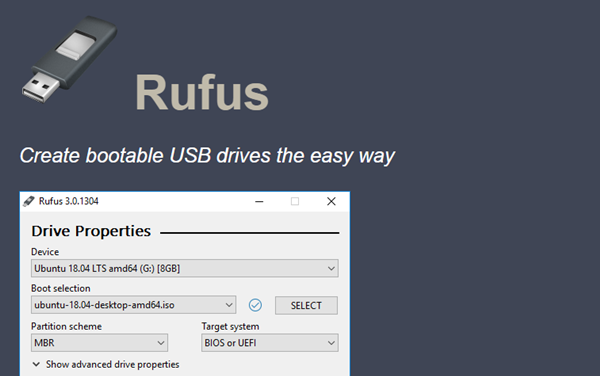 Rufus
Create bootable USB drives the easy way
Rufus 3.0.1304
Drive Properties
Device
Ubuntu 18.04 LTS amd64 (G:) [8GB]
Boot selection
ubuntu-18.04-desktop-amd64.iso SELECT
Partition scheme Target system
MBR BIOS or UEFI
Show advanced drive properties